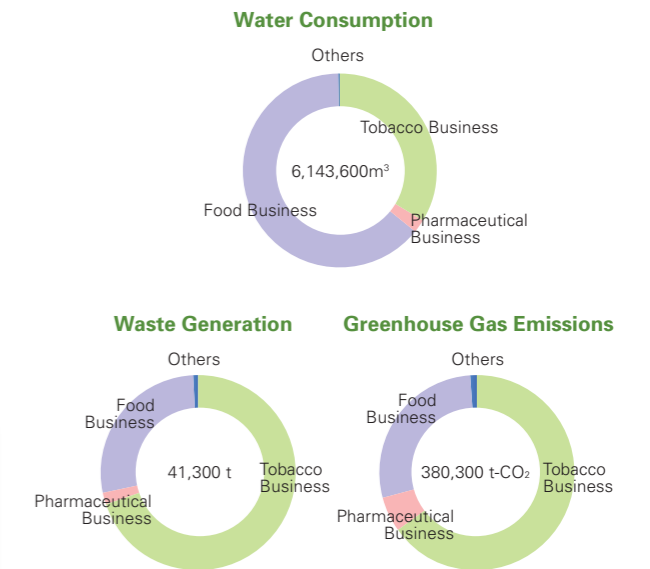 Water Consumption
Others
Tobacco Business
6,143,600m³
Food Business
Pharmaceutical
Business
Waste Generation
Others
Food
Business
41,300 t
Tobacco
Business
Pharmaceutical
Business
Greenhouse Gas Emissions
Others
Food
Business
380,300 t-CO₂
Tobacco
Business
Pharmaceutical
Business